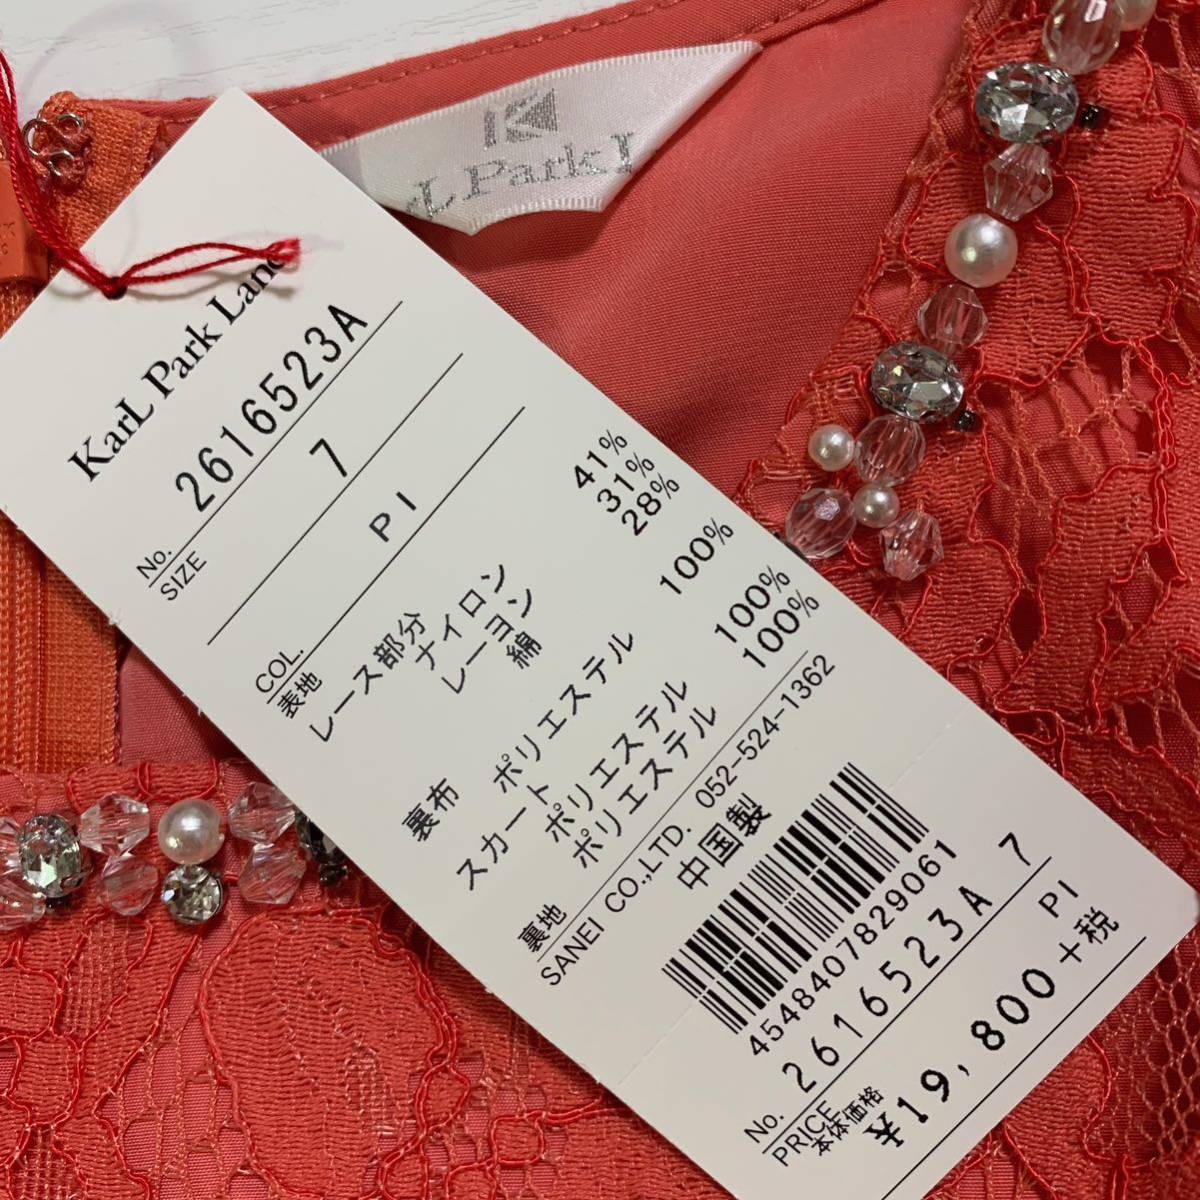 K
L Park L
KarL Park Lane
No. 2616523A
SIZE 7
COL. PI
表地
レース部分
ナイロン 41%
レーヨン 31%
綿 28%
裏布 ポリエステル 100%
スカート
ポリエステル 100%
裏地 ポリエステル 100%
SANEI CO.,LTD. 052-524-1362
中国製
4548407829061
No. 2616523A 7
PI
PRICE
本体価格 ¥19,800+税